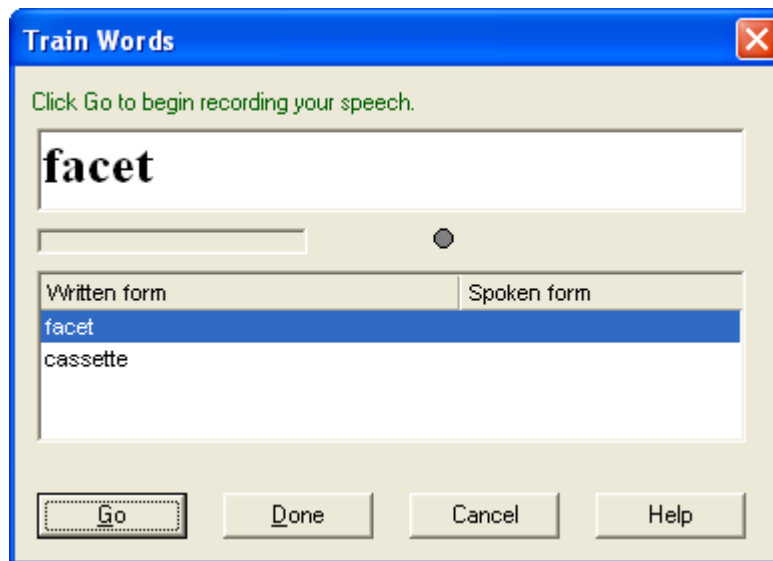 Train Words
Click Go to begin recording your speech.
facet
Written form Spoken form
facet
cassette
Go Done Cancel Help